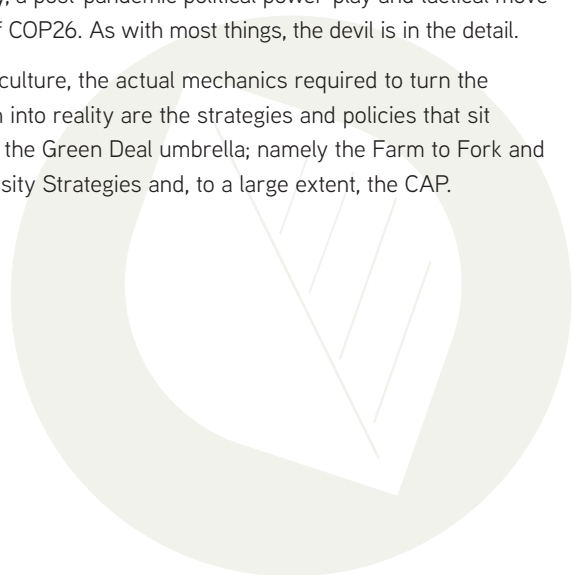 a post-pandemic political power-play and tactical move
COP26. As with most things, the devil is in the detail.
culture, the actual mechanics required to turn the
into reality are the strategies and policies that sit
the Green Deal umbrella; namely the Farm to Fork and
sity Strategies and, to a large extent, the CAP.